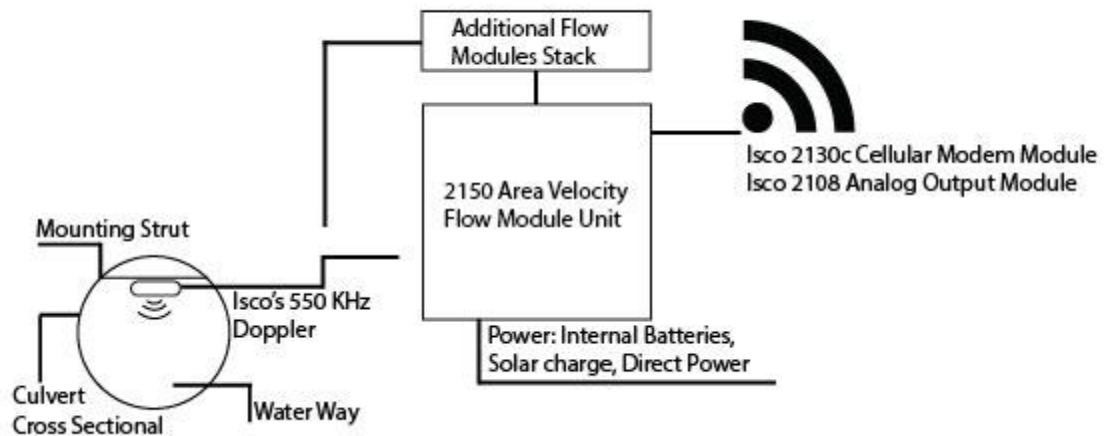 Additional Flow
Modules Stack
Isco 2130c Cellular Modem Module
Isco 2108 Analog Output Module
2150 Area Velocity
Flow Module Unit
Mounting Strut
Isco's 550 KHz
Doppler
Power: Internal Batteries,
Solar charge, Direct Power
Culvert
Cross Sectional
Water Way